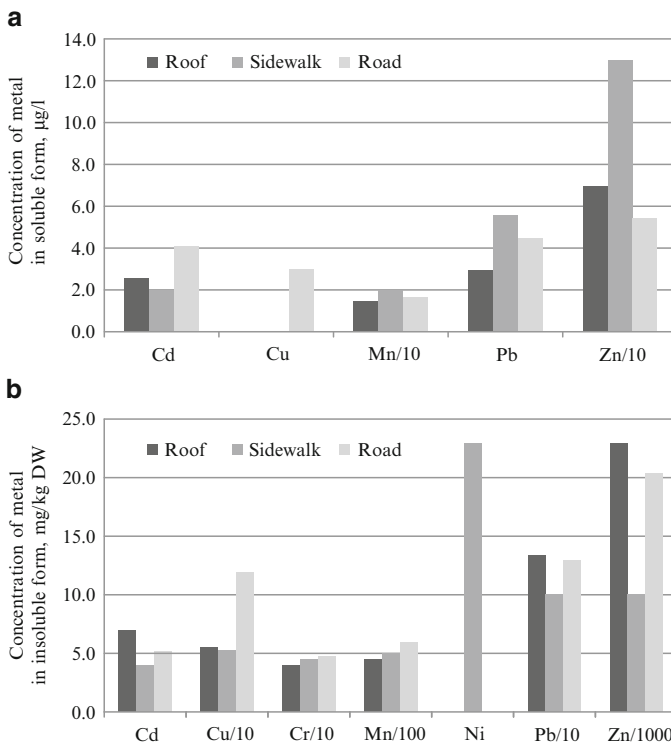 a
14.0
Roof Sidewalk Road
12.0
10.0
8.0
6.0
4.0
2.0
0.0
Concentration of metal
in soluble form, µg/l
Cd Cu Mn/10 Pb Zn/10
b
25.0
Roof Sidewalk Road
20.0
15.0
10.0
5.0
0.0
Concentration of metal
in insoluble form, mg/kg DW
Cd Cu/10 Cr/10 Mn/100 Ni Pb/10 Zn/1000